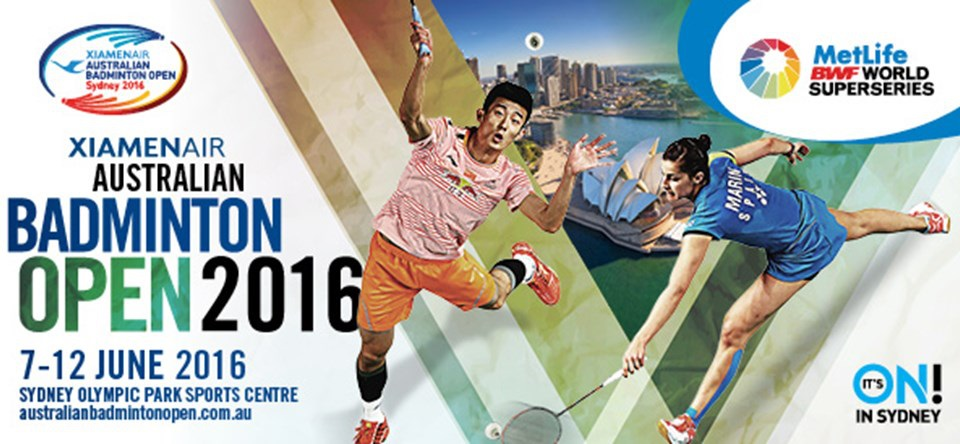 XIAMENAIR
AUSTRALIAN
BADMINTON OPEN
Sydney 2016
XIAMENAIR
AUSTRALIAN
BADMINTON
OPEN 2016
7-12 JUNE 2016
SYDNEY OLYMPIC PARK SPORTS CENTRE
australianbadmintonopen.com.au
MARIN
MetLife
BWF WORLD
SUPERSERIES
IT'S
ON!
IN SYDNEY